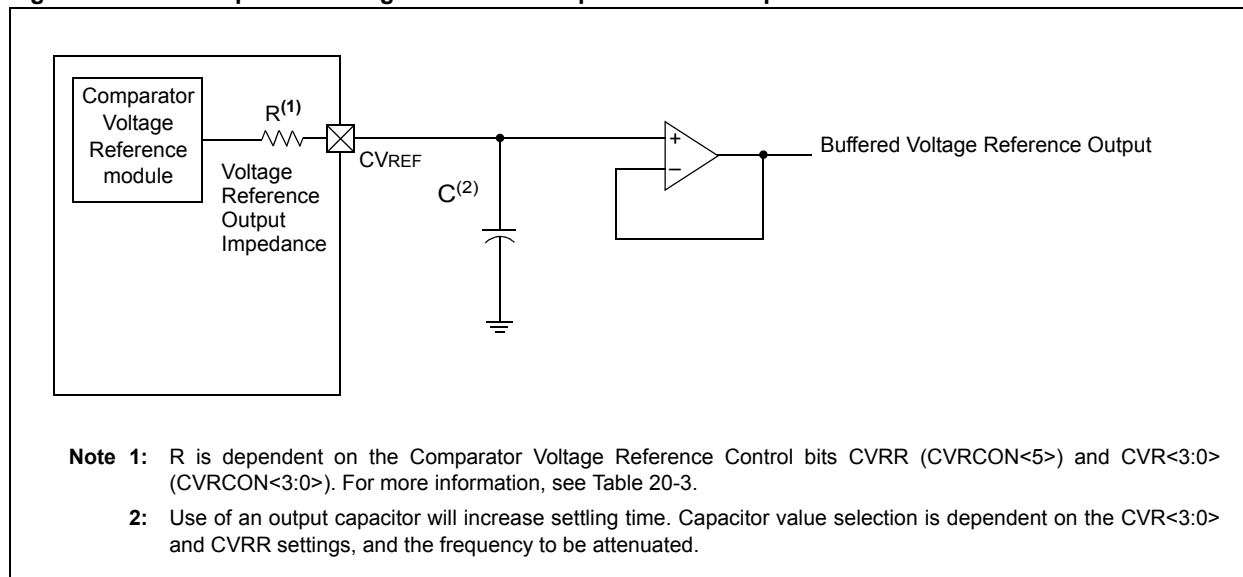 Comparator
Voltage
Reference
module
R(1)
Voltage
Reference
Output
Impedance
CVREF
C(2)
+
–
Buffered Voltage Reference Output
Note 1: R is dependent on the Comparator Voltage Reference Control bits CVRR (CVRCON<5>) and CVR<3:0>
(CVRCON<3:0>). For more information, see Table 20-3.
2: Use of an output capacitor will increase settling time. Capacitor value selection is dependent on the CVR<3:0>
and CVRR settings, and the frequency to be attenuated.